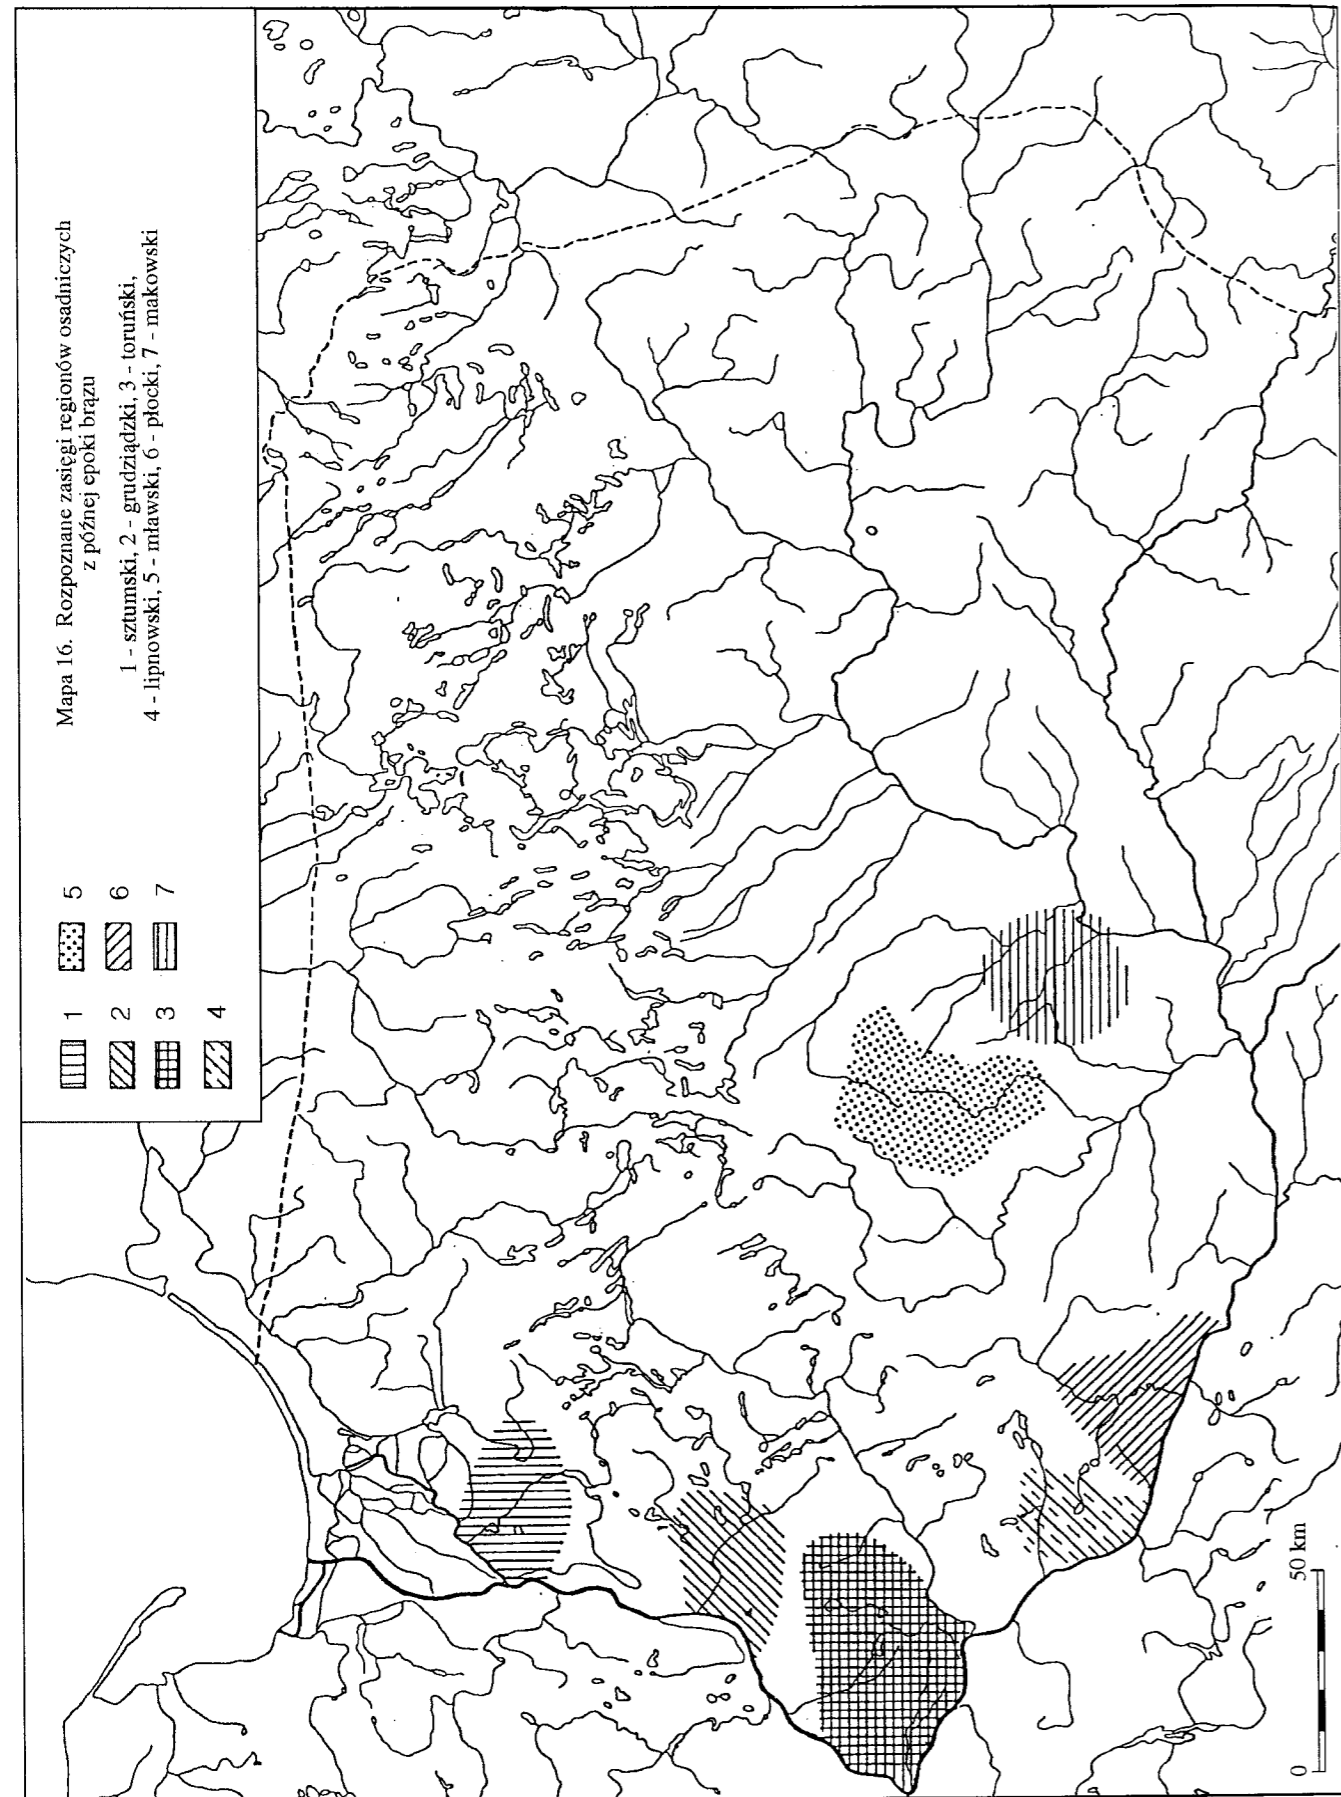 Mapa 16. Rozpoznane zasięgi regionów osadniczych
z późnej epoki brązu
1 - sztumski, 2 - grudziądzki, 3 - toruński,
4 - lipnowski, 5 - mławski, 6 - płocki, 7 - makowski
1 5
2 6
3 7
4
0 50 km